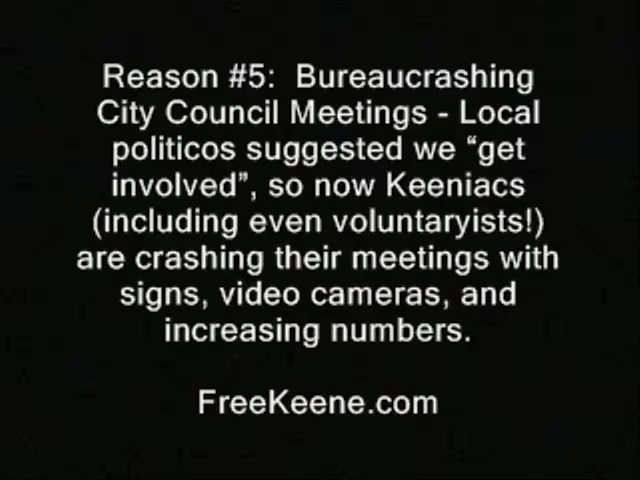 Reason #5:  Bureaucrashing
City Council Meetings - Local
politicos suggested we “get
involved”, so now Keeniacs
(including even voluntaryists!)
are crashing their meetings with
signs, video cameras, and
increasing numbers.
FreeKeene.com